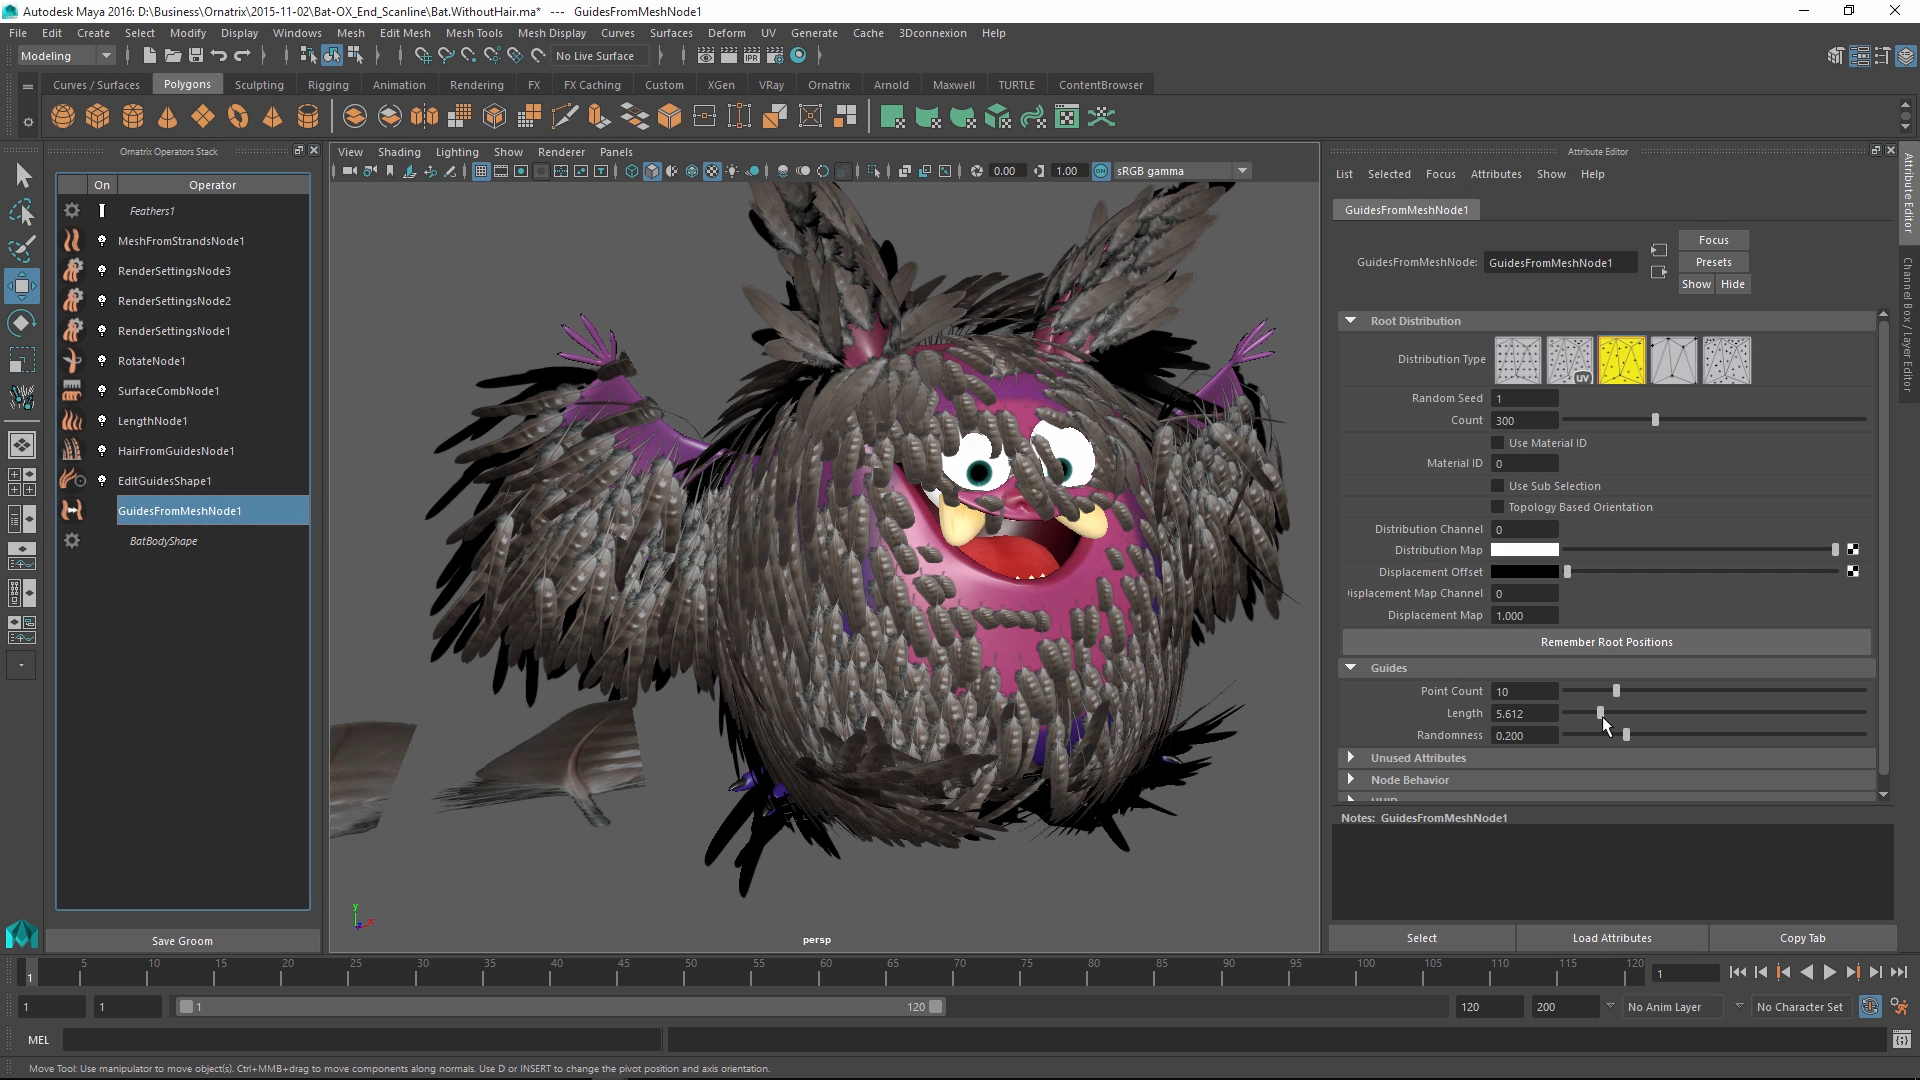 Autodesk Maya 2016: D:\Business\Ornatrix\2015-11-02\Bat-OX_End_Scanline\Bat.WithoutHair.ma* --- GuidesFromMeshNode1
File Edit Create Select Modify Display Windows Mesh Edit Mesh Mesh Tools Mesh Display Curves Surfaces Deform UV Generate Cache 3Dconnexion Help
Modeling No Live Surface
Curves / Surfaces Polygons Sculpting Rigging Animation Rendering FX FX Caching Custom XGen VRay Ornatrix Arnold Maxwell TURTLE ContentBrowser
Ornatrix Operators Stack
On Operator
Feathers1
MeshFromStrandsNode1
RenderSettingsNode3
RenderSettingsNode2
RenderSettingsNode1
RotateNode1
SurfaceCombNode1
LengthNode1
HairFromGuidesNode1
EditGuidesShape1
GuidesFromMeshNode1
BatBodyShape
Save Groom
View Shading Lighting Show Renderer Panels
0.00 1.00 ON sRGB gamma
y
x
z
persp
Attribute Editor
List Selected Focus Attributes Show Help
GuidesFromMeshNode1
GuidesFromMeshNode: GuidesFromMeshNode1
Focus
Presets
Show Hide
Root Distribution
Distribution Type UV
Random Seed 1
Count 300
Use Material ID
Material ID 0
Use Sub Selection
Topology Based Orientation
Distribution Channel 0
Distribution Map
Displacement Offset
isplacement Map Channel 0
Displacement Map 1.000
Remember Root Positions
Guides
Point Count 10
Length 5.612
Randomness 0.200
Unused Attributes
Node Behavior
UUID
Notes: GuidesFromMeshNode1
Select Load Attributes Copy Tab
Attribute Editor
Channel Box / Layer Editor
1 5 10 15 20 25 30 35 40 45 50 55 60 65 70 75 80 85 90 95 100 105 110 115 120 1
1 1 1 120 120 200 No Anim Layer No Character Set
MEL
Move Tool: Use manipulator to move object(s). Ctrl+MMB+drag to move components along normals. Use D or INSERT to change the pivot position and axis orientation.